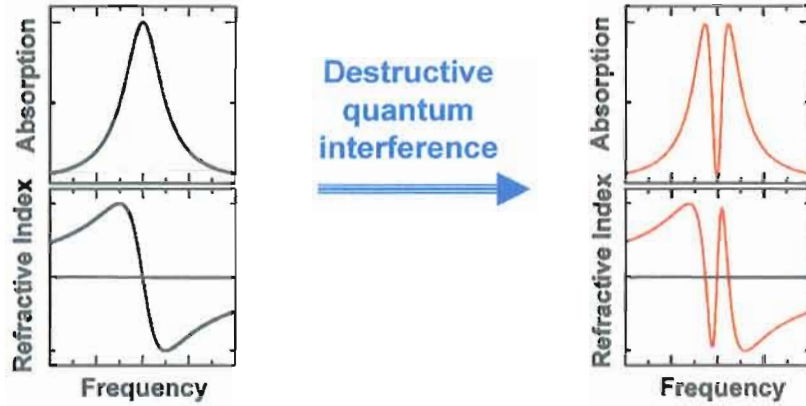 Absorption
Refractive Index
Frequency
Destructive
quantum
interference
Absorption
Refractive Index
Frequency